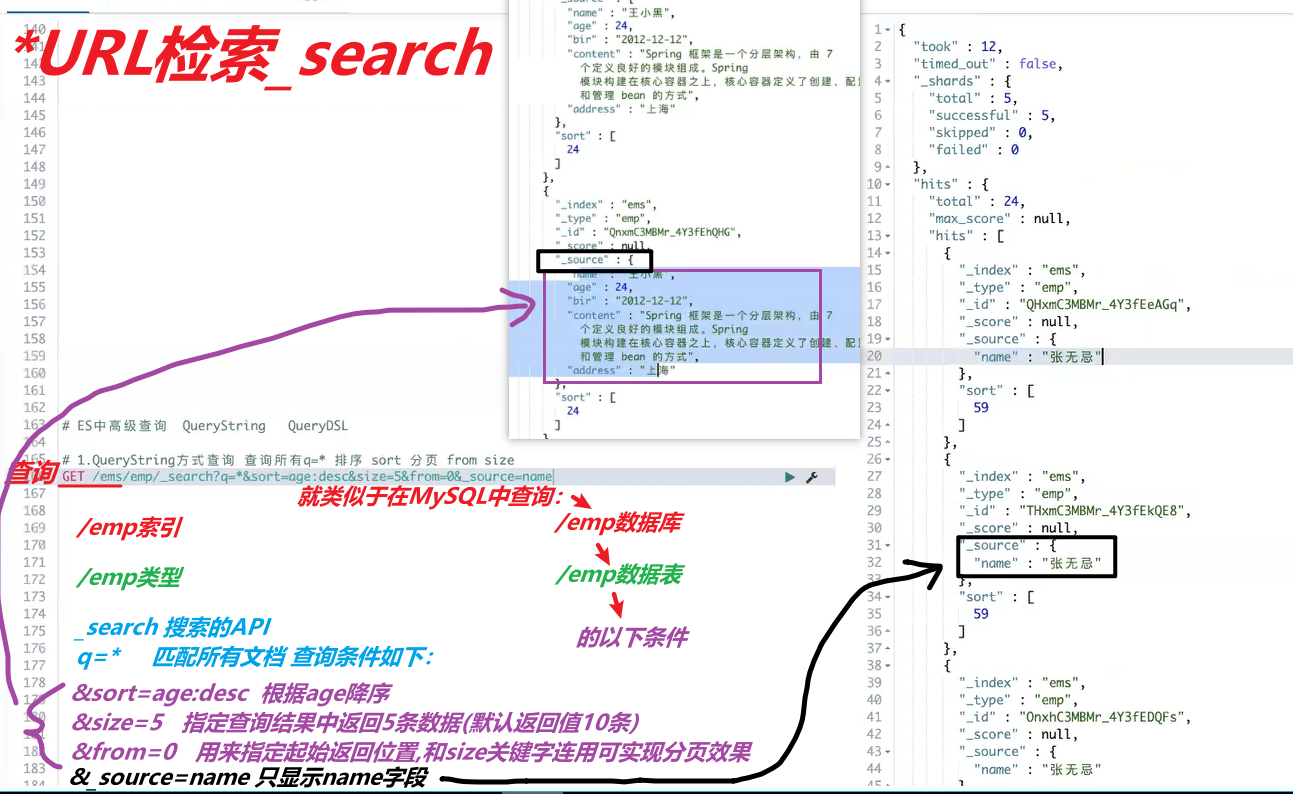 *URL检索_search
140
141
142
143
144
145
146
147
148
149
150
151
152
153
154
155
156
157
158
159
160
161
162
163 # ES中高级查询 QueryString QueryDSL
164
165 # 1.QueryString方式查询 查询所有q=* 排序 sort 分页 from size
查询
GET /ems/emp/_search?q=*&sort=age:desc&size=5&from=0&_source=name
167
168
169
170
171
172
173
174
175
176
177
178
183
184
就类似于在MySQL中查询：
/emp索引
/emp数据库
/emp类型
/emp数据表
_search 搜索的API
的以下条件
q=* 匹配所有文档 查询条件如下：
&sort=age:desc 根据age降序
&size=5 指定查询结果中返回5条数据(默认返回值10条)
&from=0 用来指定起始返回位置,和size关键字连用可实现分页效果
&_source=name 只显示name字段
"_source" : {
"name" : "王小黑",
"age" : 24,
"bir" : "2012-12-12",
"content" : "Spring 框架是一个分层架构，由 7
个定义良好的模块组成。Spring
模块构建在核心容器之上，核心容器定义了创建、配
和管理 bean 的方式",
"address" : "上海"
},
"sort" : [
24
]
},
{
"_index" : "ems",
"_type" : "emp",
"_id" : "QnxmC3MBMr_4Y3fEhQHG",
"_score" : null,
"_source" : {
"name" : "王小黑",
"age" : 24,
"bir" : "2012-12-12",
"content" : "Spring 框架是一个分层架构，由 7
个定义良好的模块组成。Spring
模块构建在核心容器之上，核心容器定义了创建、配
和管理 bean 的方式",
"address" : "上海"
},
"sort" : [
24
]
}
1 {
2 "took" : 12,
3 "timed_out" : false,
4 "_shards" : {
5 "total" : 5,
6 "successful" : 5,
7 "skipped" : 0,
8 "failed" : 0
9 },
10 "hits" : {
11 "total" : 24,
12 "max_score" : null,
13 "hits" : [
14 {
15 "_index" : "ems",
16 "_type" : "emp",
17 "_id" : "QHxmC3MBMr_4Y3fEeAGq",
18 "_score" : null,
19 "_source" : {
20 "name" : "张无忌"
21 },
22 "sort" : [
23 59
24 ]
25 },
26 {
27 "_index" : "ems",
28 "_type" : "emp",
29 "_id" : "THxmC3MBMr_4Y3fEkQE8",
30 "_score" : null,
31 "_source" : {
32 "name" : "张无忌"
33 },
34 "sort" : [
35 59
36 ]
37 },
38 {
39 "_index" : "ems",
40 "_type" : "emp",
41 "_id" : "OnxhC3MBMr_4Y3fEDQFs",
42 "_score" : null,
43 "_source" : {
44 "name" : "张无忌"
45 }